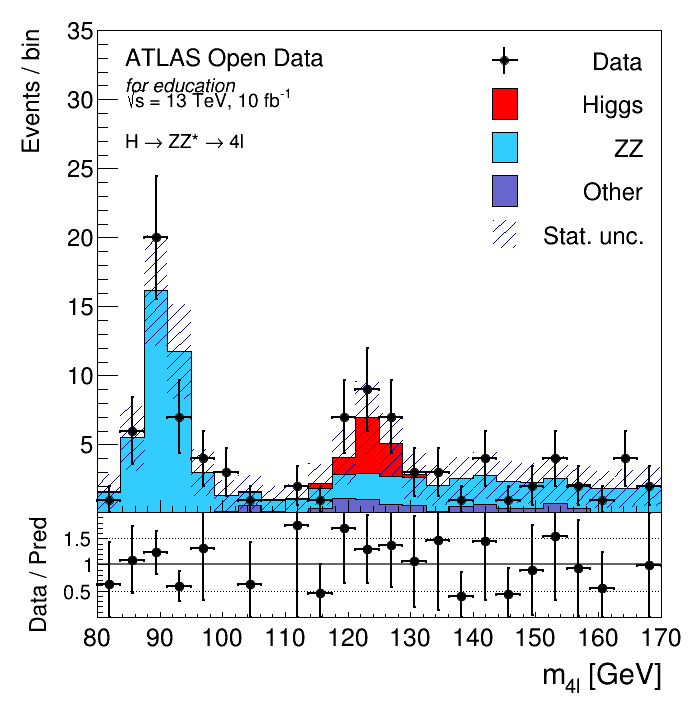 35
30
25
20
15
10
5
Events / bin
ATLAS Open Data
for education
√s = 13 TeV, 10 fb-1
H → ZZ* → 4l
Data
Higgs
ZZ
Other
Stat. unc.
1.5
1
0.5
Data / Pred
80 90 100 110 120 130 140 150 160 170
m4l [GeV]